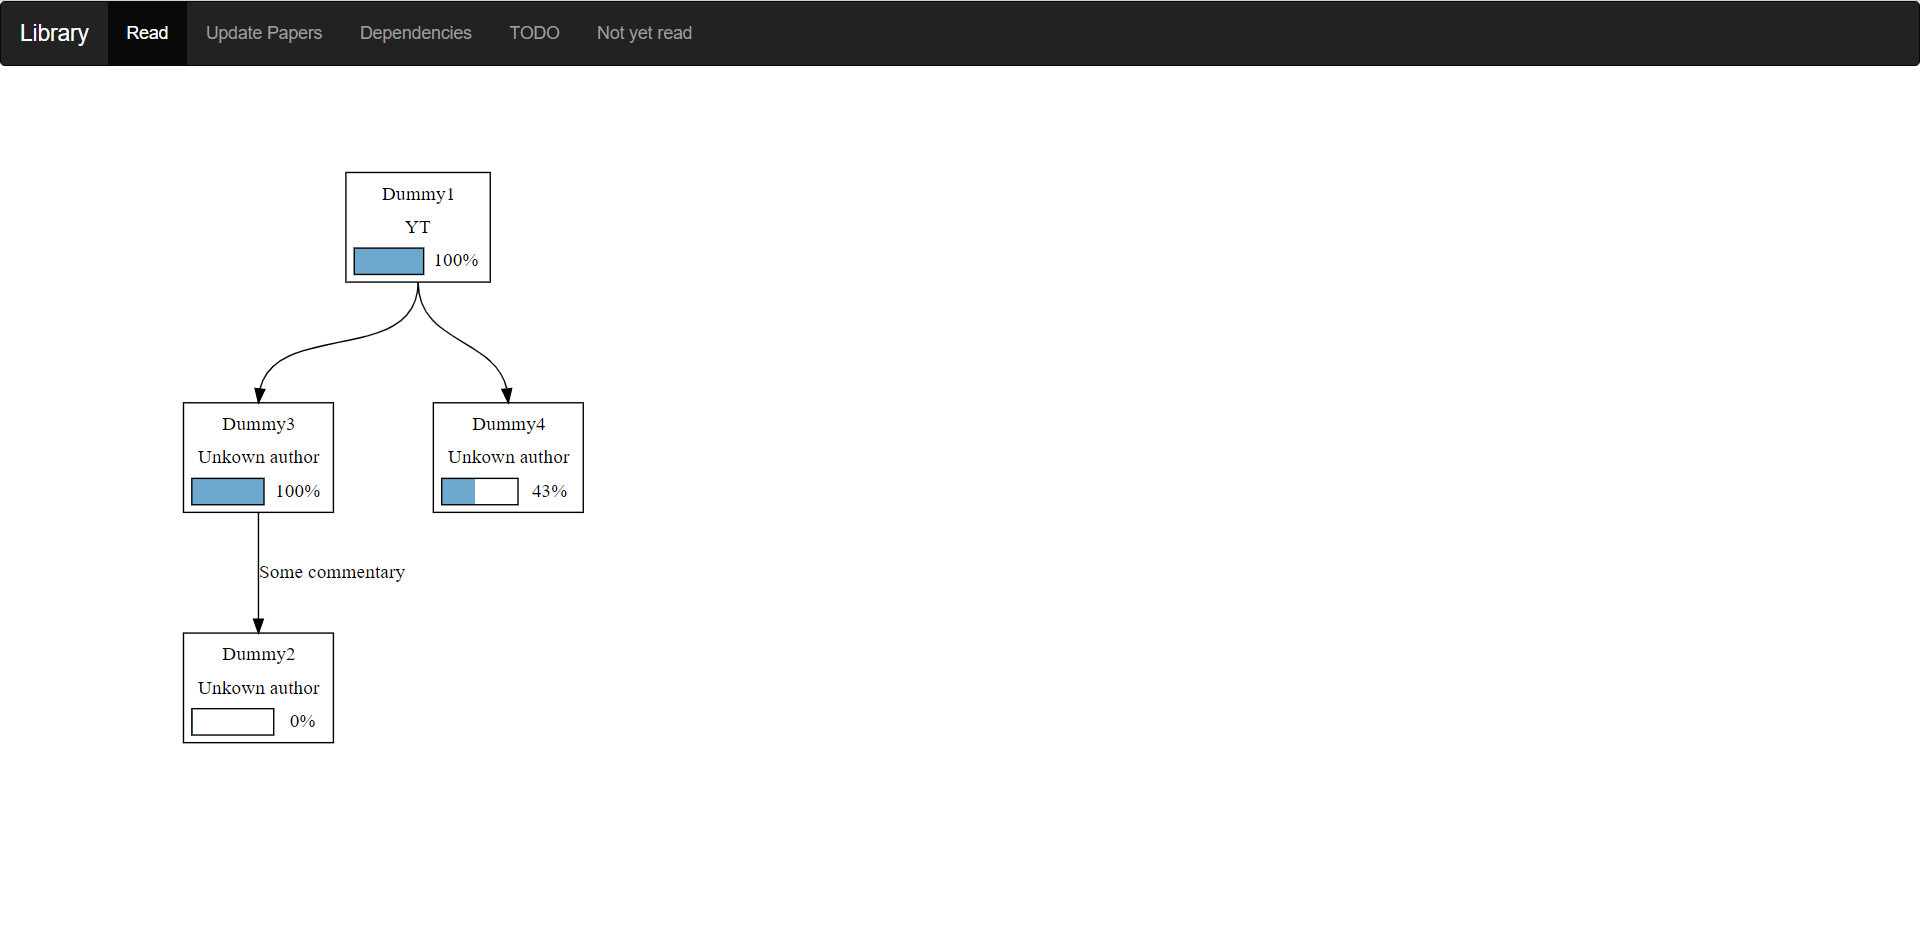 Library Read Update Papers Dependencies TODO Not yet read
Dummy1
YT
100%
Dummy3
Unkown author
100%
Dummy4
Unkown author
43%
Some commentary
Dummy2
Unkown author
0%